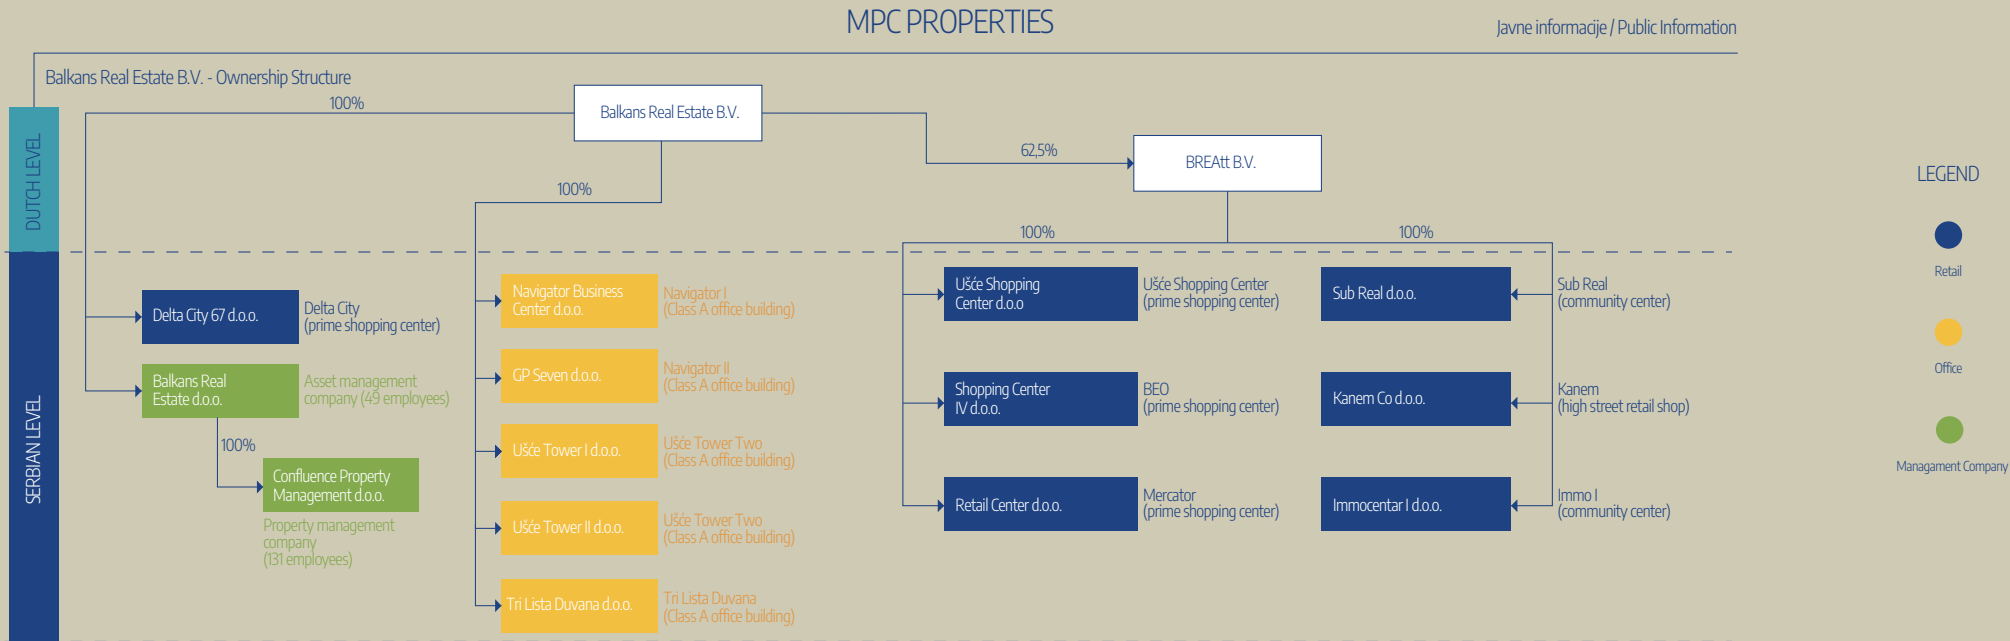 MPC PROPERTIES
Javne informacije / Public Information
Balkans Real Estate B.V. - Ownership Structure
100%
Balkans Real Estate B.V.
62,5%
BREAtt B.V.
100%
100%
100%
DUTCH LEVEL
SERBIAN LEVEL
Delta City 67 d.o.o.
Delta City
(prime shopping center)
Balkans Real
Estate d.o.o.
Asset management
company (49 employees)
100%
Confluence Property
Management d.o.o.
Property management
company
(131 employees)
Navigator Business
Center d.o.o.
Navigator I
(Class A office building)
GP Seven d.o.o.
Navigator II
(Class A office building)
Ušće Tower I d.o.o.
Ušće Tower Two
(Class A office building)
Ušće Tower II d.o.o.
Ušće Tower Two
(Class A office building)
Tri Lista Duvana d.o.o.
Tri Lista Duvana
(Class A office building)
Ušće Shopping
Center d.o.o
Ušće Shopping Center
(prime shopping center)
Shopping Center
IV d.o.o.
BEO
(prime shopping center)
Retail Center d.o.o.
Mercator
(prime shopping center)
Sub Real d.o.o.
Sub Real
(community center)
Kanem Co d.o.o.
Kanem
(high street retail shop)
Immocentar I d.o.o.
Immo I
(community center)
LEGEND
Retail
Office
Managament Company